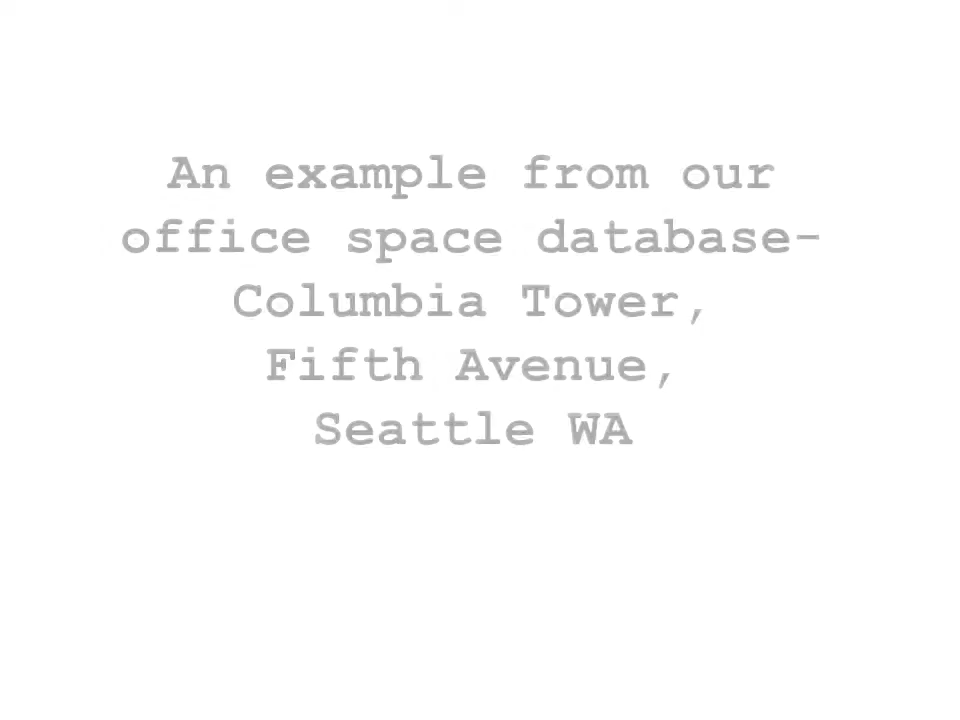 An example from our
office space database-
Columbia Tower,
Fifth Avenue,
Seattle WA